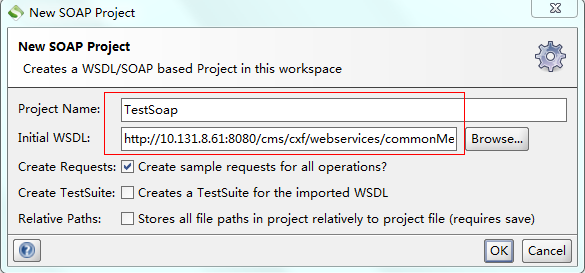 New SOAP Project
New SOAP Project
Creates a WSDL/SOAP based Project in this workspace
Project Name: TestSoap
Initial WSDL: http://10.131.8.61:8080/cms/cxf/webservices/commonMe Browse...
Create Requests: Create sample requests for all operations?
Create TestSuite: Creates a TestSuite for the imported WSDL
Relative Paths: Stores all file paths in project relatively to project file (requires save)
? OK Cancel